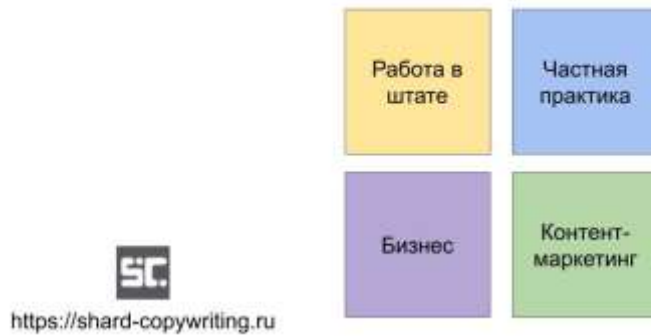 Работа в
штате
Частная
практика
Бизнес
Контент-
маркетинг
SC.
https://shard-copywriting.ru